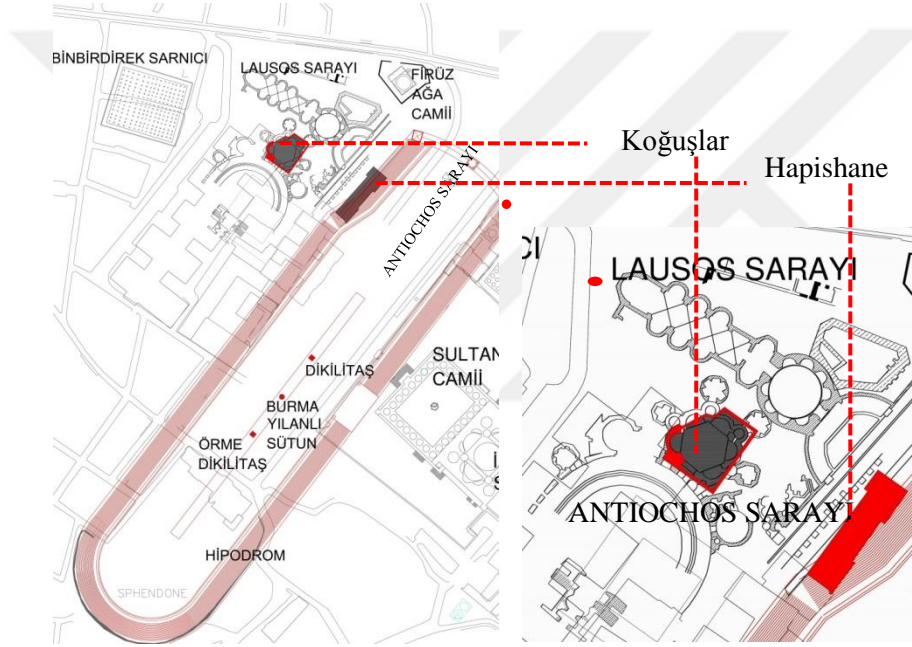 BİNBİRDİREK SARNICI
LAUSOS SARAYI
FİRÜZ
AĞA
CAMİİ
ANTIOCHOS SARAYI
DİKİLİTAŞ
BURMA
YILANLI
SÜTUN
ÖRME
DİKİLİTAŞ
SULTAN
CAMİİ
HİPODROM
SPHENDONE
Koğuşlar
Hapishane
LAUSOS SARAYI
ANTIOCHOS SARAYI